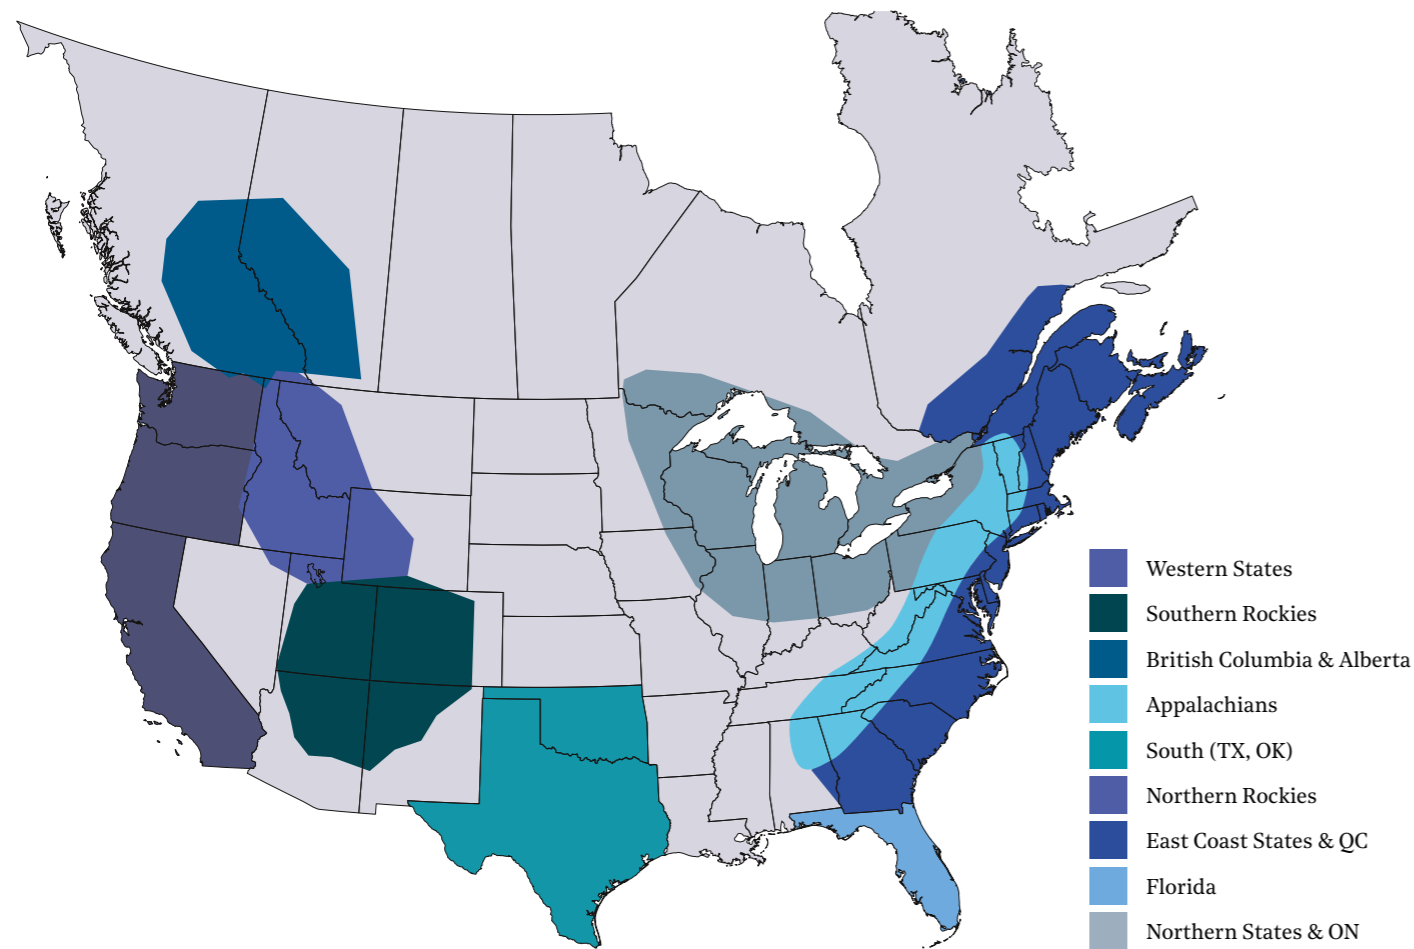 Western States
Southern Rockies
British Columbia & Alberta
Appalachians
South (TX, OK)
Northern Rockies
East Coast States & QC
Florida
Northern States & ON